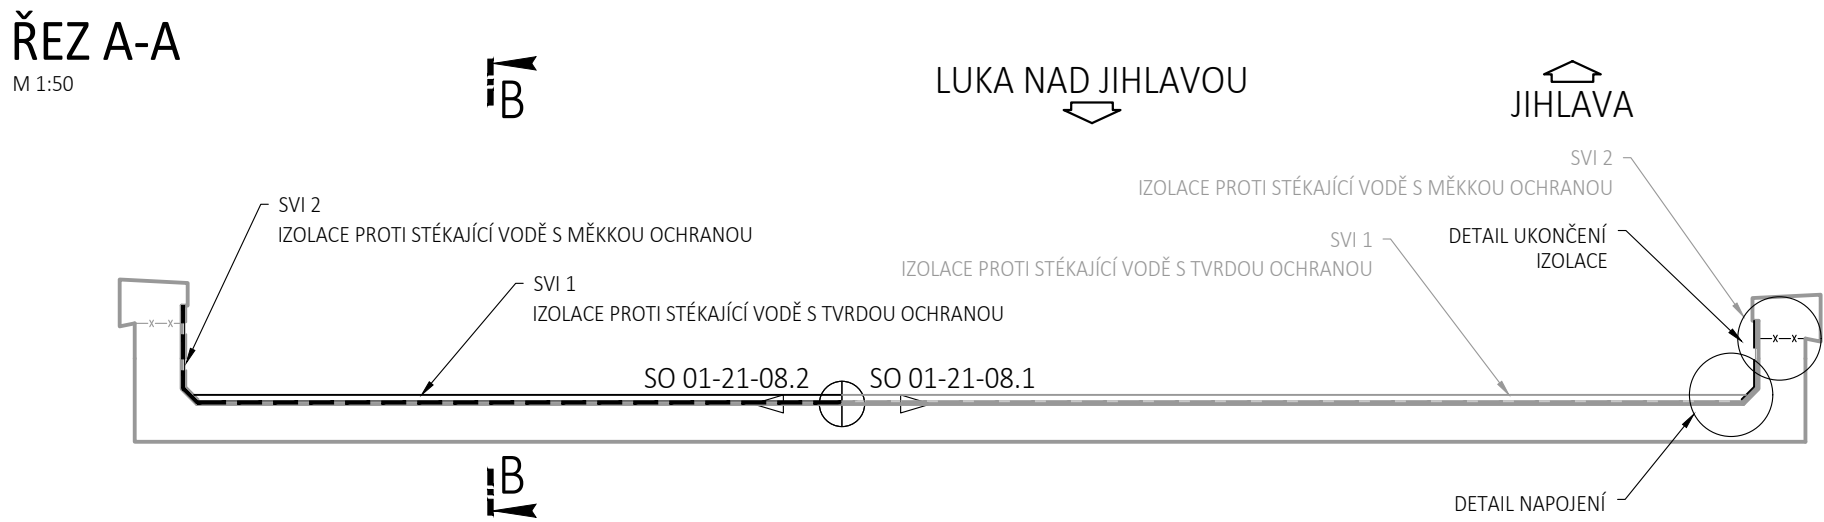 ŘEZ A-A
M 1:50
B
LUKA NAD JIHLAVOU
JIHLAVA
SVI 2
IZOLACE PROTI STÉKAJÍCÍ VODĚ S MĚKKOU OCHRANOU
SVI 2
IZOLACE PROTI STÉKAJÍCÍ VODĚ S MĚKKOU OCHRANOU
SVI 1
IZOLACE PROTI STÉKAJÍCÍ VODĚ S TVRDOU OCHRANOU
DETAIL UKONČENÍ
IZOLACE
SVI 1
IZOLACE PROTI STÉKAJÍCÍ VODĚ S TVRDOU OCHRANOU
SO 01-21-08.2
SO 01-21-08.1
B
DETAIL NAPOJENÍ